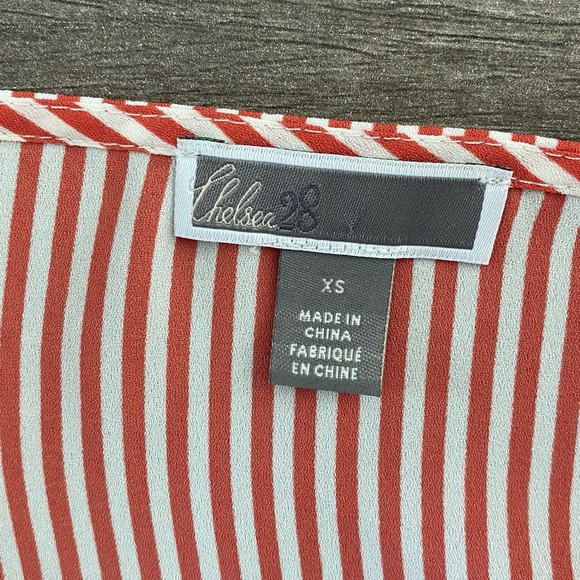 Chelsea28
XS
MADE IN
CHINA
FABRIQUÉ
EN CHINE